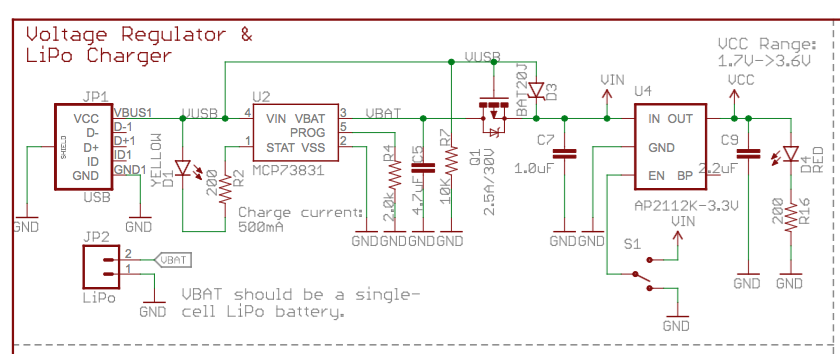 Voltage Regulator &
LiPo Charger
VCC Range:
1.7V->3.6V
VUSB
BAT20J
D3
VIN
U4
VCC
JP1
VCC
D-
D+
ID
GND
SHIELD
USB
VBUS1
D-1
D+1
ID1
GND1
VUSB
YELLOW
D1
200
R2
U2
VIN VBAT
PROG
STAT VSS
4
1
3
5
2
MCP73831
VBAT
R4
2.0k
C5
4.7uF
R7
10K
Q1
2.5A/30V
C7
1.0uF
IN OUT
GND
EN BP
AP2112K-3.3V
C9
2.2uF
D4
RED
200
R16
Charge current:
500mA
GND
GND
GND
GND
GND
GND
GND
GND
GND
GND
JP2
2
1
LiPo
VBAT
GND
VBAT should be a single-
cell LiPo battery.
VIN
S1
GND